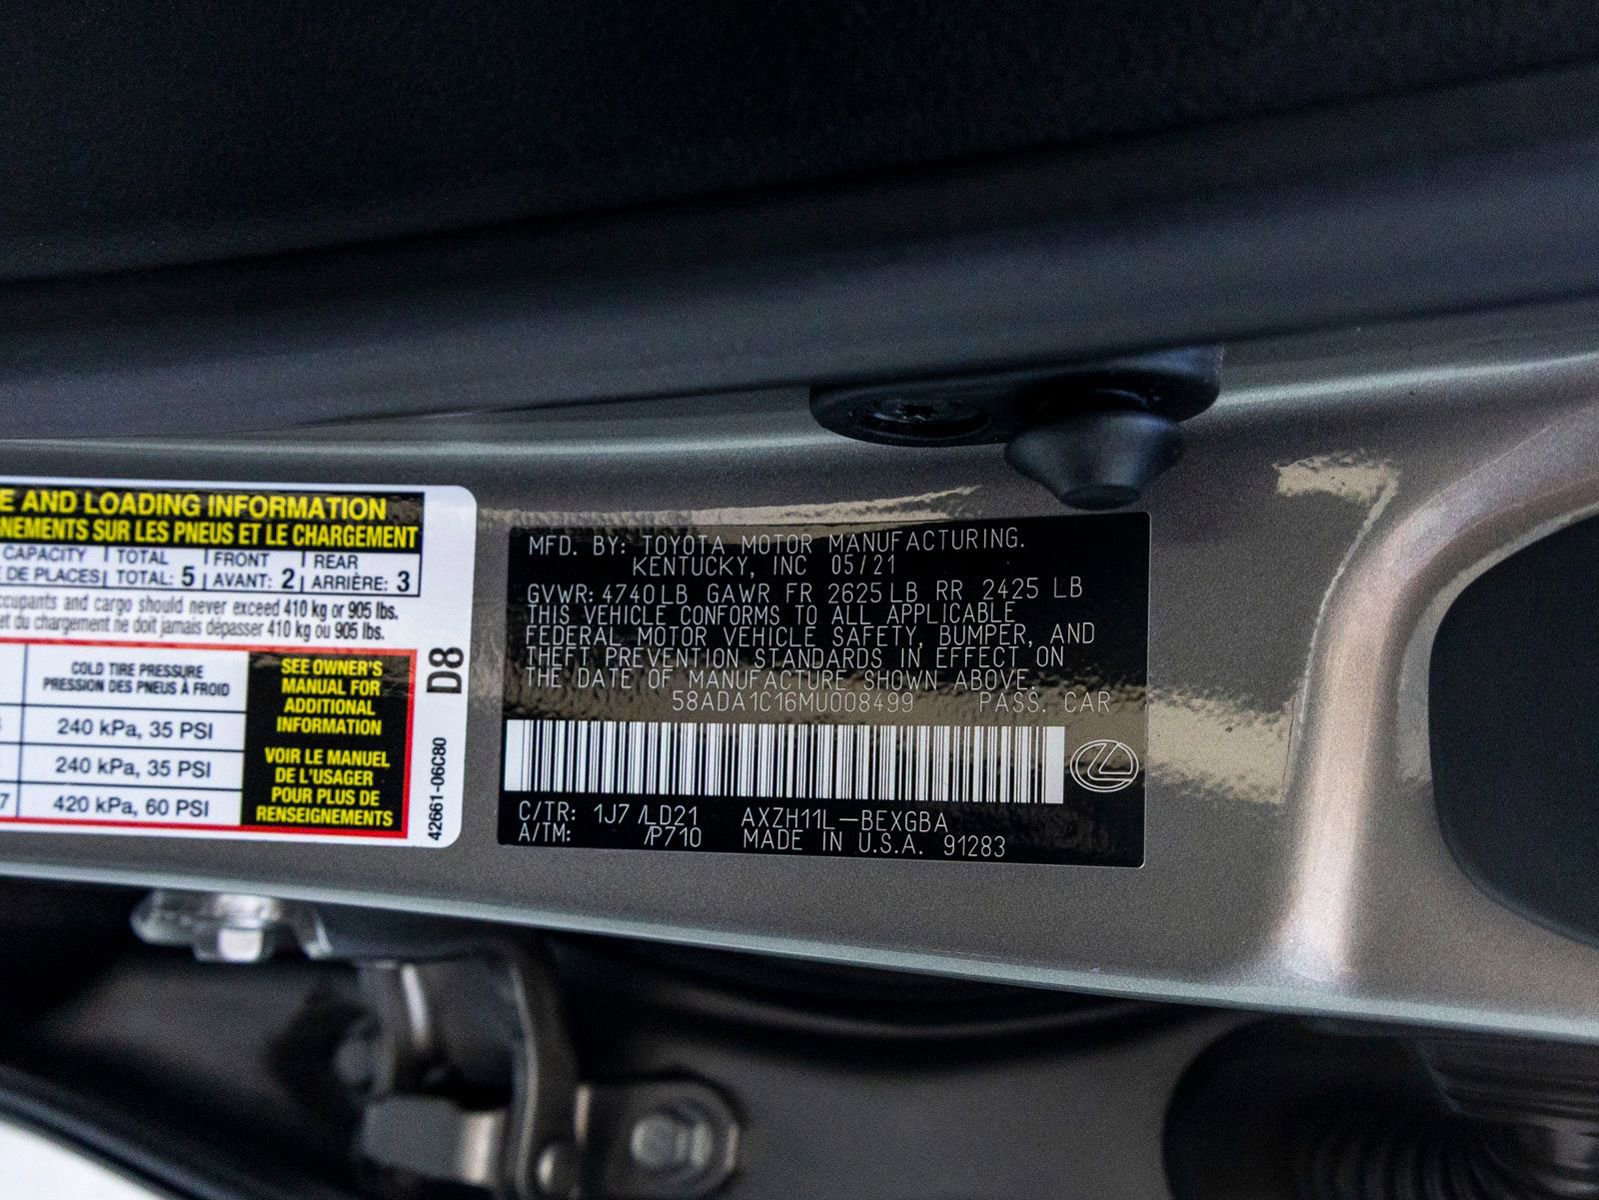 E AND LOADING INFORMATION
NEMENTS SUR LES PNEUS ET LE CHARGEMENT
CAPACITY TOTAL FRONT REAR
DE PLACES TOTAL: 5 AVANT: 2 ARRIÈRE: 3
ccupants and cargo should never exceed 410 kg or 905 lbs.
et du chargement ne doit jamais dépasser 410 kg ou 905 lbs.
COLD TIRE PRESSURE
PRESSION DES PNEUS À FROID
240 kPa, 35 PSI
240 kPa, 35 PSI
7 420 kPa, 60 PSI
SEE OWNER'S
MANUAL FOR
ADDITIONAL
INFORMATION
VOIR LE MANUEL
DE L'USAGER
POUR PLUS DE
RENSEIGNEMENTS
D8
42661-06C80
MFD. BY: TOYOTA MOTOR MANUFACTURING.
KENTUCKY, INC 05/21
GVWR: 4740LB GAWR FR 2625LB RR 2425 LB
THIS VEHICLE CONFORMS TO ALL APPLICABLE
FEDERAL MOTOR VEHICLE SAFETY, BUMPER, AND
THEFT PREVENTION STANDARDS IN EFFECT ON
THE DATE OF MANUFACTURE SHOWN ABOVE.
58ADA1C16MU008499 PASS. CAR
C/TR: 1J7 /LD21 AXZH11L-BEXGBA
A/TM: /P710 MADE IN U.S.A. 91283